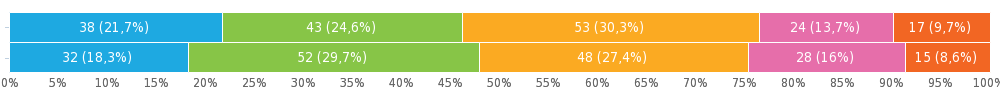 38 (21,7%) 43 (24,6%) 53 (30,3%) 24 (13,7%) 17 (9,7%)
32 (18,3%) 52 (29,7%) 48 (27,4%) 28 (16%) 15 (8,6%)
0% 5% 10% 15% 20% 25% 30% 35% 40% 45% 50% 55% 60% 65% 70% 75% 80% 85% 90% 95% 100%